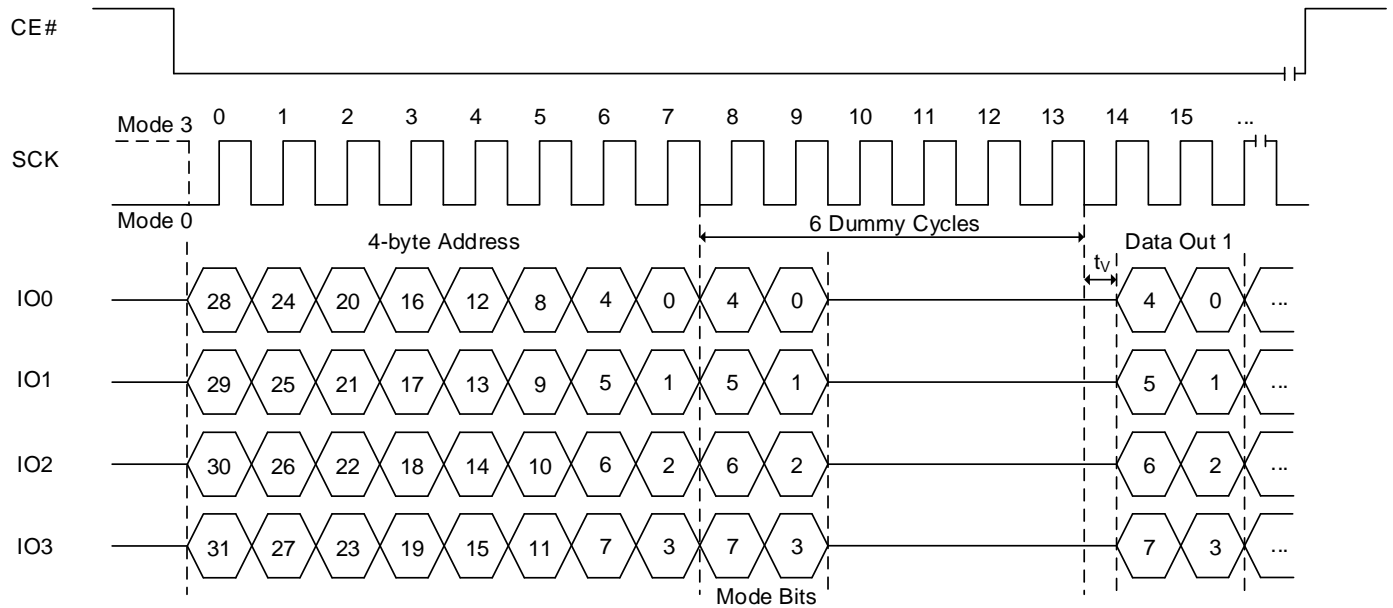 CE#
0 1 2 3 4 5 6 7 8 9 10 11 12 13 14 15 ...
Mode 3
SCK
Mode 0
6 Dummy Cycles
4-byte Address
Data Out 1
tV
IO0 28 24 20 16 12 8 4 0 4 0 4 0 ...
IO1 29 25 21 17 13 9 5 1 5 1 5 1 ...
IO2 30 26 22 18 14 10 6 2 6 2 6 2 ...
IO3 31 27 23 19 15 11 7 3 7 3 7 3 ...
Mode Bits